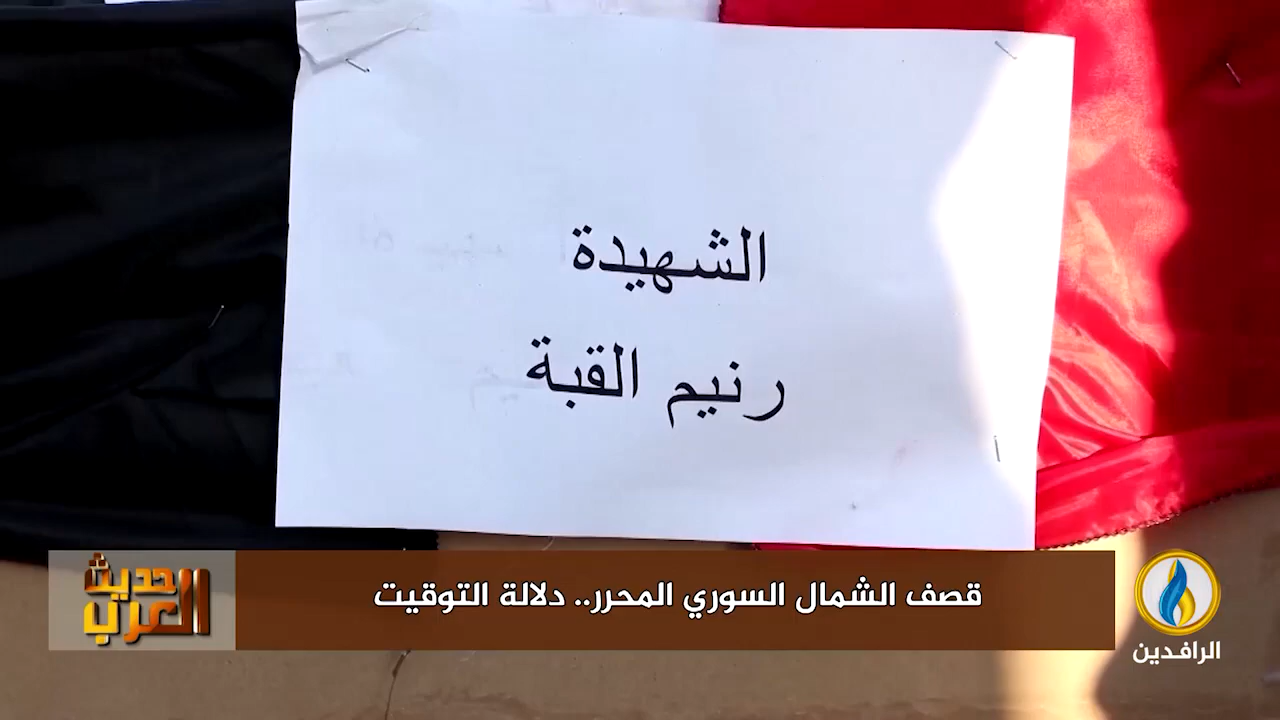 الشهيدة
رنيم القبة
قصف الشمال السوري المحرر.. دلالة التوقيت
حديث
العرب
الرافدين